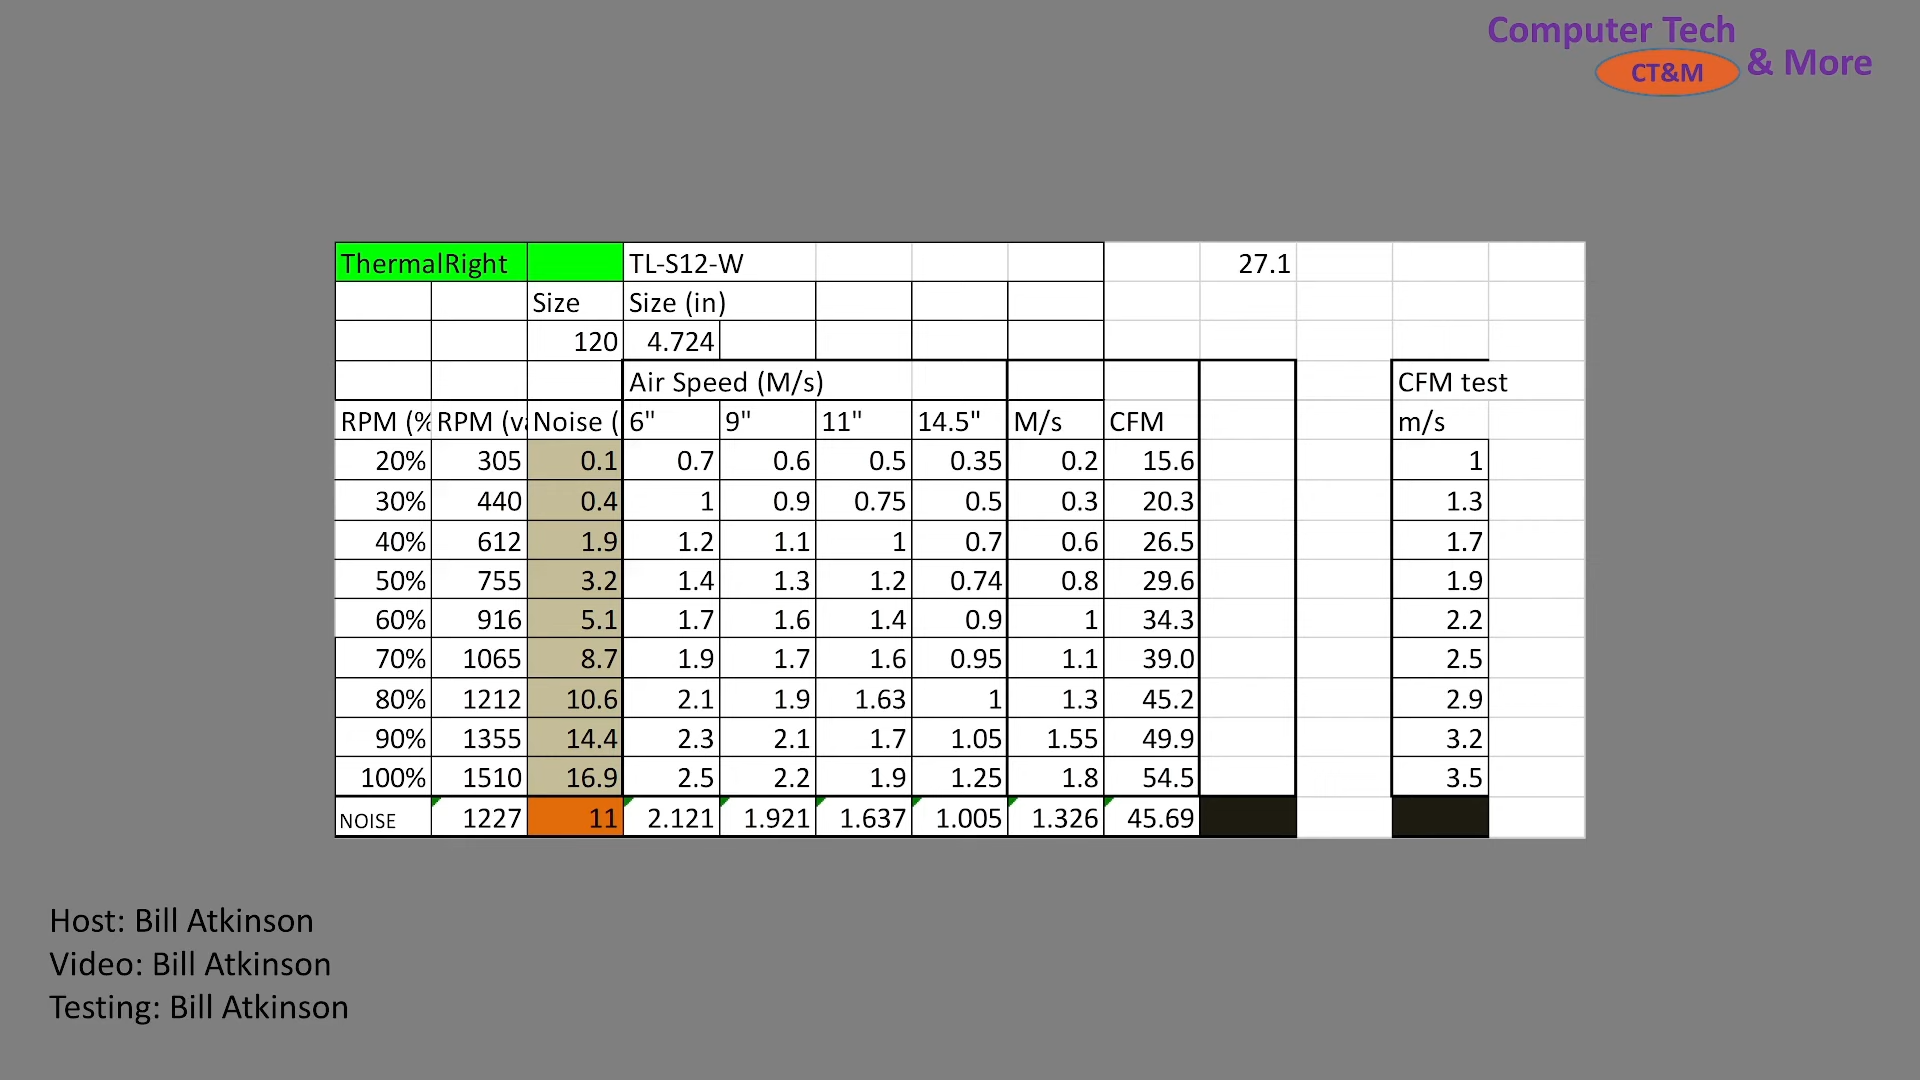 Computer Tech
CT&M & More
ThermalRight TL-S12-W 27.1
Size Size (in)
120 4.724
Air Speed (M/s) CFM test
RPM (% RPM (va Noise ( 6" 9" 11" 14.5" M/s CFM m/s
20% 305 0.1 0.7 0.6 0.5 0.35 0.2 15.6 1
30% 440 0.4 1 0.9 0.75 0.5 0.3 20.3 1.3
40% 612 1.9 1.2 1.1 1 0.7 0.6 26.5 1.7
50% 755 3.2 1.4 1.3 1.2 0.74 0.8 29.6 1.9
60% 916 5.1 1.7 1.6 1.4 0.9 1 34.3 2.2
70% 1065 8.7 1.9 1.7 1.6 0.95 1.1 39.0 2.5
80% 1212 10.6 2.1 1.9 1.63 1 1.3 45.2 2.9
90% 1355 14.4 2.3 2.1 1.7 1.05 1.55 49.9 3.2
100% 1510 16.9 2.5 2.2 1.9 1.25 1.8 54.5 3.5
NOISE 1227 11 2.121 1.921 1.637 1.005 1.326 45.69
Host: Bill Atkinson
Video: Bill Atkinson
Testing: Bill Atkinson